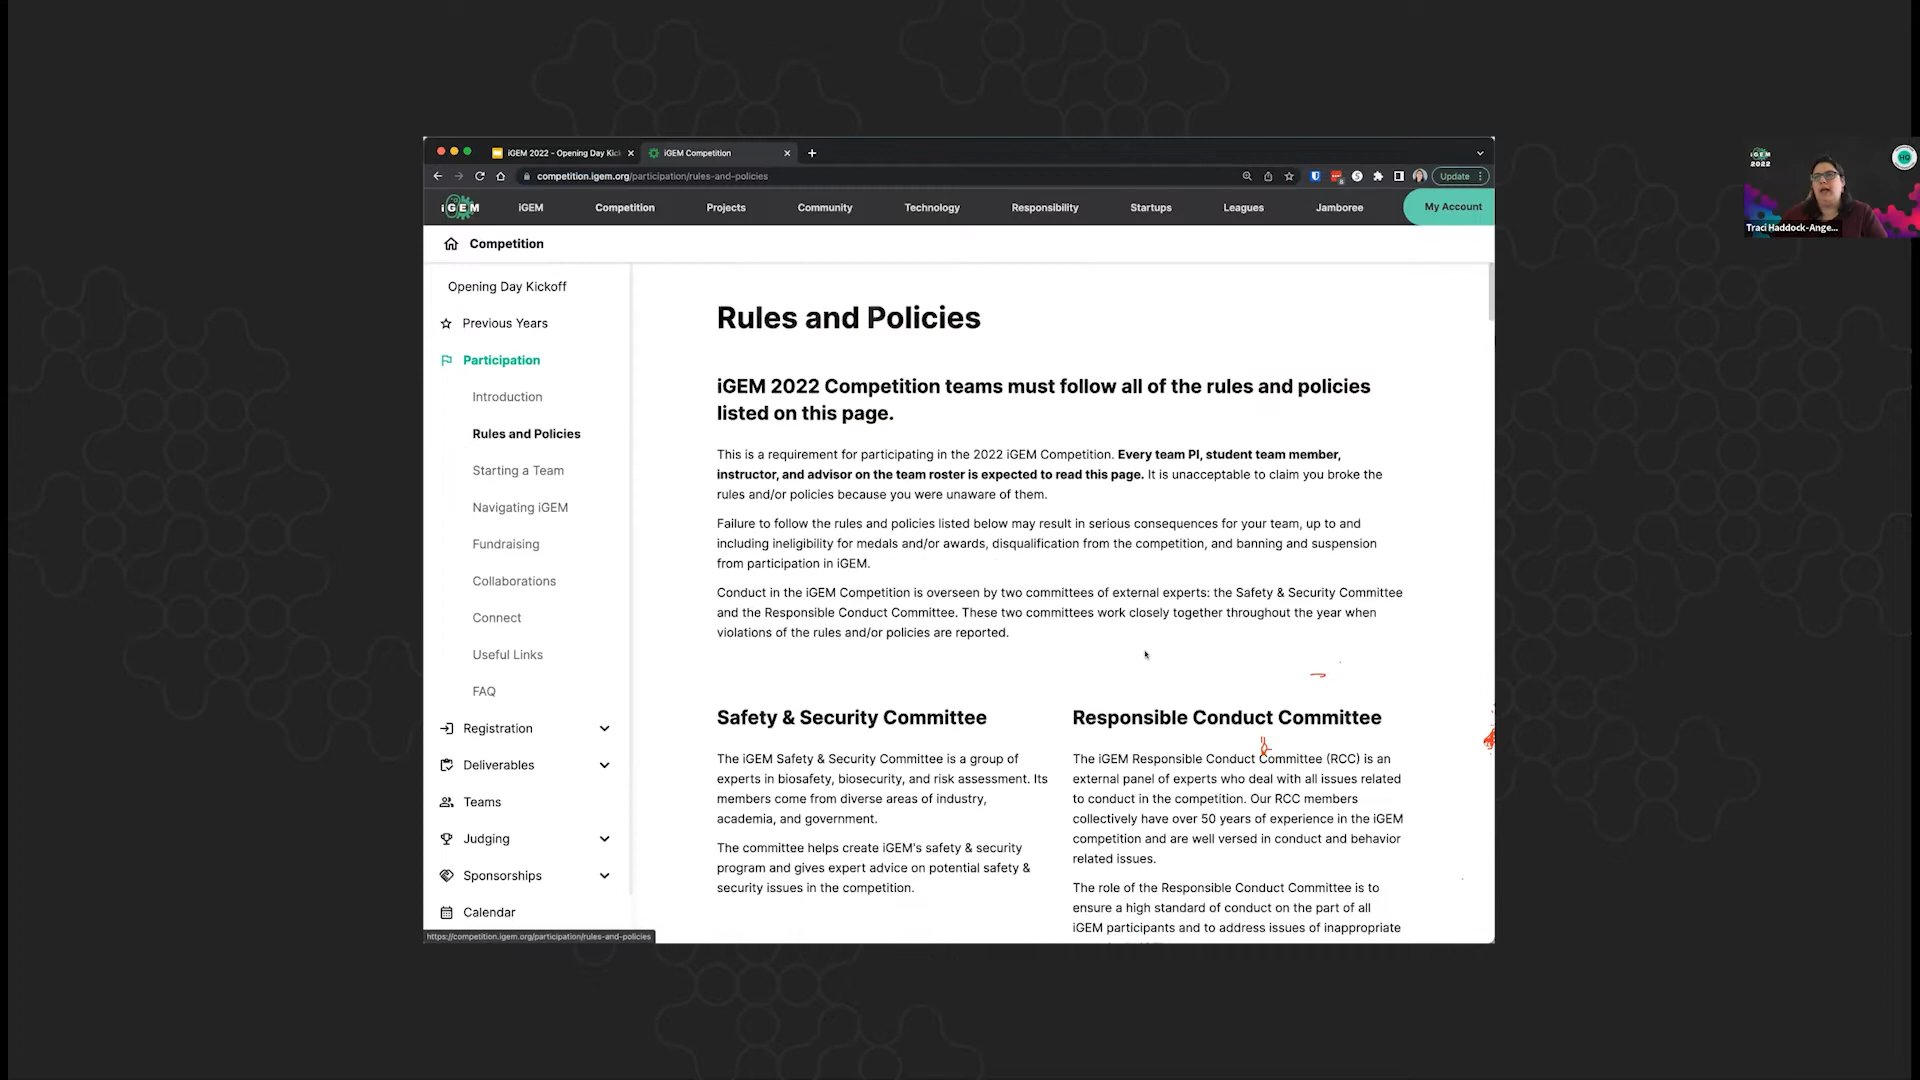 iGEM 2022 - Opening Day Kick
iGEM Competition
competition.igem.org/participation/rules-and-policies
Update
iGEM
iGEM
Competition
Projects
Community
Technology
Responsibility
Startups
Leagues
Jamboree
My Account
iGEM
2022
HQ
Traci Haddock-Ange...
Competition
Opening Day Kickoff
Previous Years
Participation
Introduction
Rules and Policies
Starting a Team
Navigating iGEM
Fundraising
Collaborations
Connect
Useful Links
FAQ
Registration
Deliverables
Teams
Judging
Sponsorships
Calendar
https://competition.igem.org/participation/rules-and-policies
Rules and Policies
iGEM 2022 Competition teams must follow all of the rules and policies
listed on this page.
This is a requirement for participating in the 2022 iGEM Competition. Every team PI, student team member,
instructor, and advisor on the team roster is expected to read this page. It is unacceptable to claim you broke the
rules and/or policies because you were unaware of them.
Failure to follow the rules and policies listed below may result in serious consequences for your team, up to and
including ineligibility for medals and/or awards, disqualification from the competition, and banning and suspension
from participation in iGEM.
Conduct in the iGEM Competition is overseen by two committees of external experts: the Safety & Security Committee
and the Responsible Conduct Committee. These two committees work closely together throughout the year when
violations of the rules and/or policies are reported.
Safety & Security Committee
The iGEM Safety & Security Committee is a group of
experts in biosafety, biosecurity, and risk assessment. Its
members come from diverse areas of industry,
academia, and government.
The committee helps create iGEM's safety & security
program and gives expert advice on potential safety &
security issues in the competition.
Responsible Conduct Committee
The iGEM Responsible Conduct Committee (RCC) is an
external panel of experts who deal with all issues related
to conduct in the competition. Our RCC members
collectively have over 50 years of experience in the iGEM
competition and are well versed in conduct and behavior
related issues.
The role of the Responsible Conduct Committee is to
ensure a high standard of conduct on the part of all
iGEM participants and to address issues of inappropriate